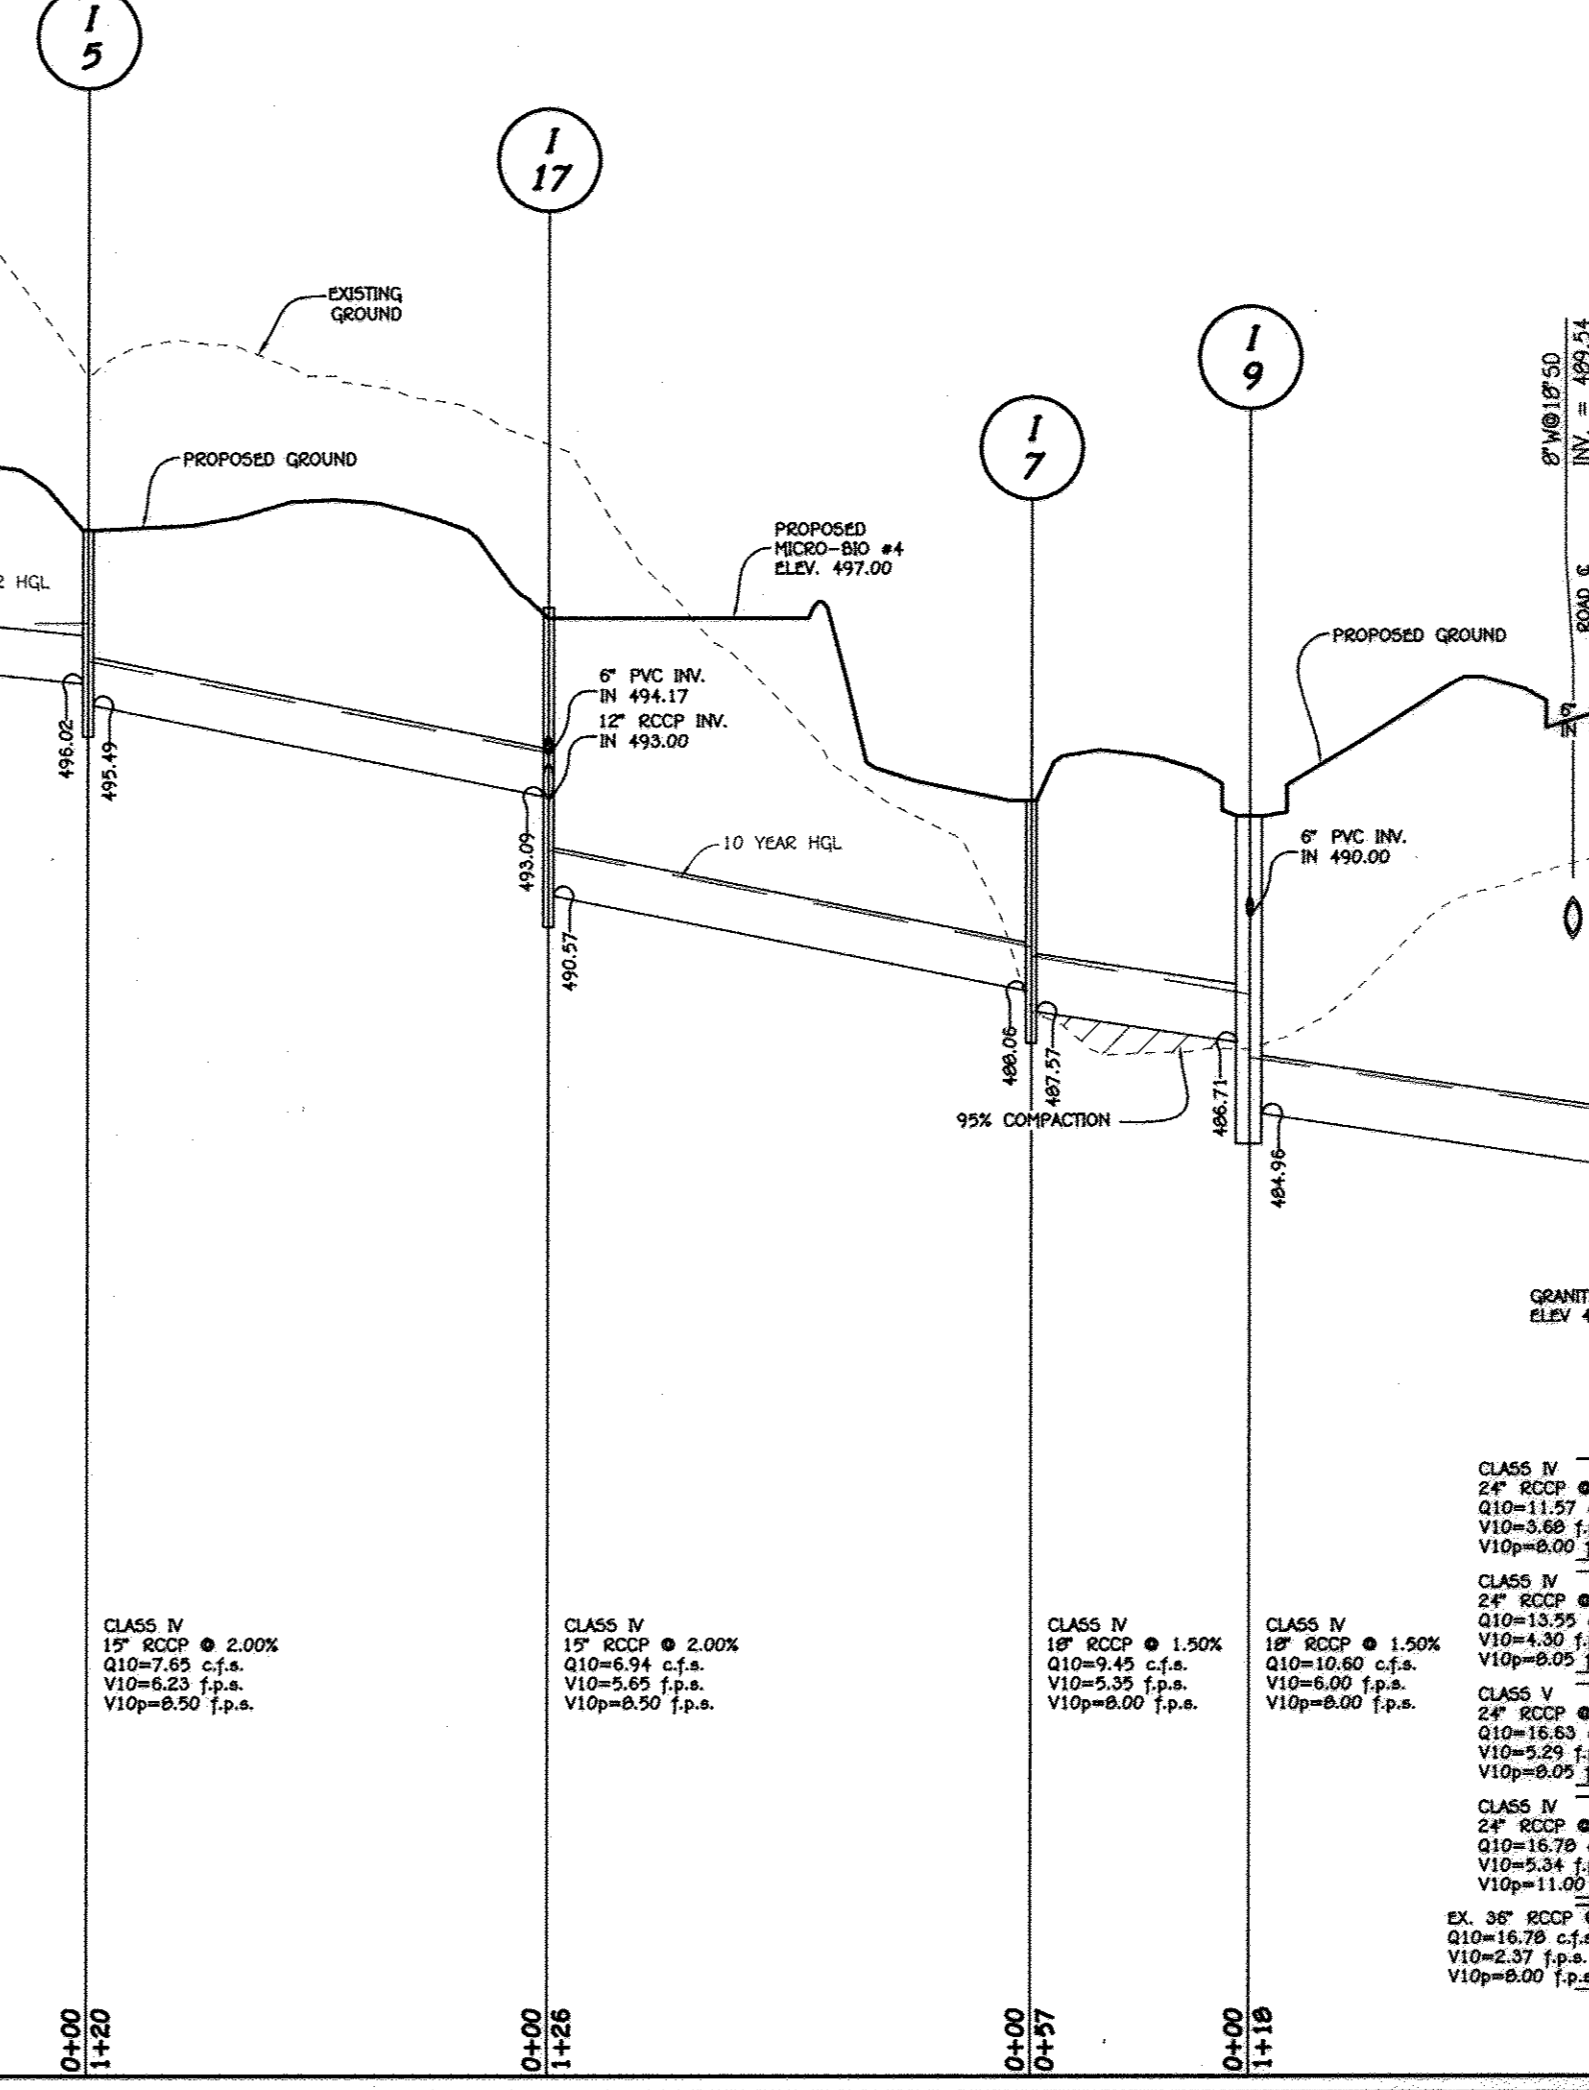 I
5
I
17
I
9
I
7
EXISTING
GROUND
PROPOSED GROUND
PROPOSED
MICRO-BIO #4
ELEV. 497.00
HGL
6" PVC INV.
IN 494.17
12" RCCP INV.
IN 493.00
496.02
495.49
493.09
490.57
10 YEAR HGL
PROPOSED GROUND
6" PVC INV.
IN 490.00
8"W@18"SD
INV. = 489.54
ROAD ℄
6"
IN
488.06
487.57
486.71
484.96
95% COMPACTION
GRANIT
ELEV 4
CLASS IV
15" RCCP @ 2.00%
Q10=7.65 c.f.s.
V10=6.23 f.p.s.
V10p=8.50 f.p.s.
CLASS IV
15" RCCP @ 2.00%
Q10=6.94 c.f.s.
V10=5.65 f.p.s.
V10p=8.50 f.p.s.
CLASS IV
18" RCCP @ 1.50%
Q10=9.45 c.f.s.
V10=5.35 f.p.s.
V10p=8.00 f.p.s.
CLASS IV
18" RCCP @ 1.50%
Q10=10.60 c.f.s.
V10=6.00 f.p.s.
V10p=8.00 f.p.s.
CLASS IV
24" RCCP @
Q10=11.57
V10=3.68 f.
V10p=8.00 f
CLASS IV
24" RCCP @
Q10=13.55
V10=4.30 f.
V10p=8.05 f
CLASS V
24" RCCP @
Q10=16.63
V10=5.29 f.
V10p=8.05 f
CLASS IV
24" RCCP @
Q10=16.78
V10=5.34 f.p
V10p=11.00
EX. 36" RCCP @
Q10=16.78 c.f.s
V10=2.37 f.p.s.
V10p=8.00 f.p.s
0+00
1+20
0+00
1+26
0+00
0+57
0+00
1+18